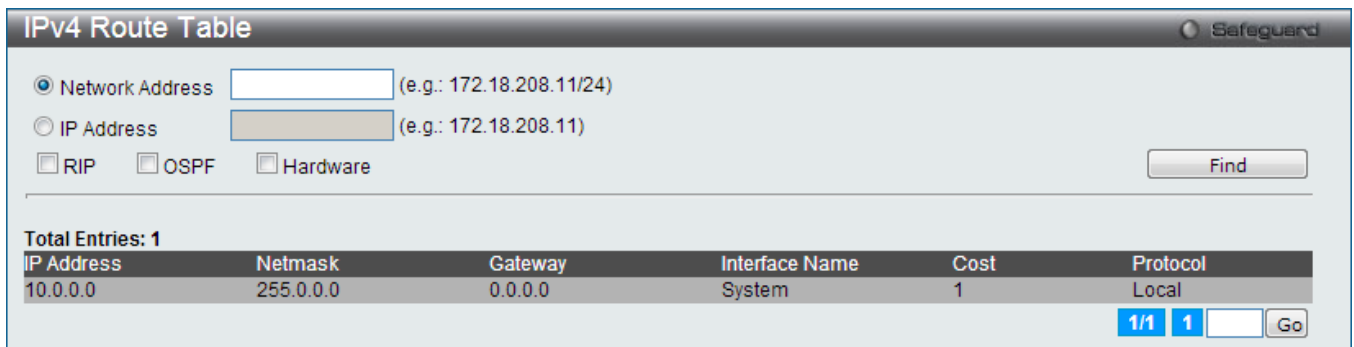 IPv4 Route Table Safeguard
Network Address (e.g.: 172.18.208.11/24)
IP Address (e.g.: 172.18.208.11)
RIP OSPF Hardware Find
Total Entries: 1
IP Address Netmask Gateway Interface Name Cost Protocol
10.0.0.0 255.0.0.0 0.0.0.0 System 1 Local
1/1 1 Go